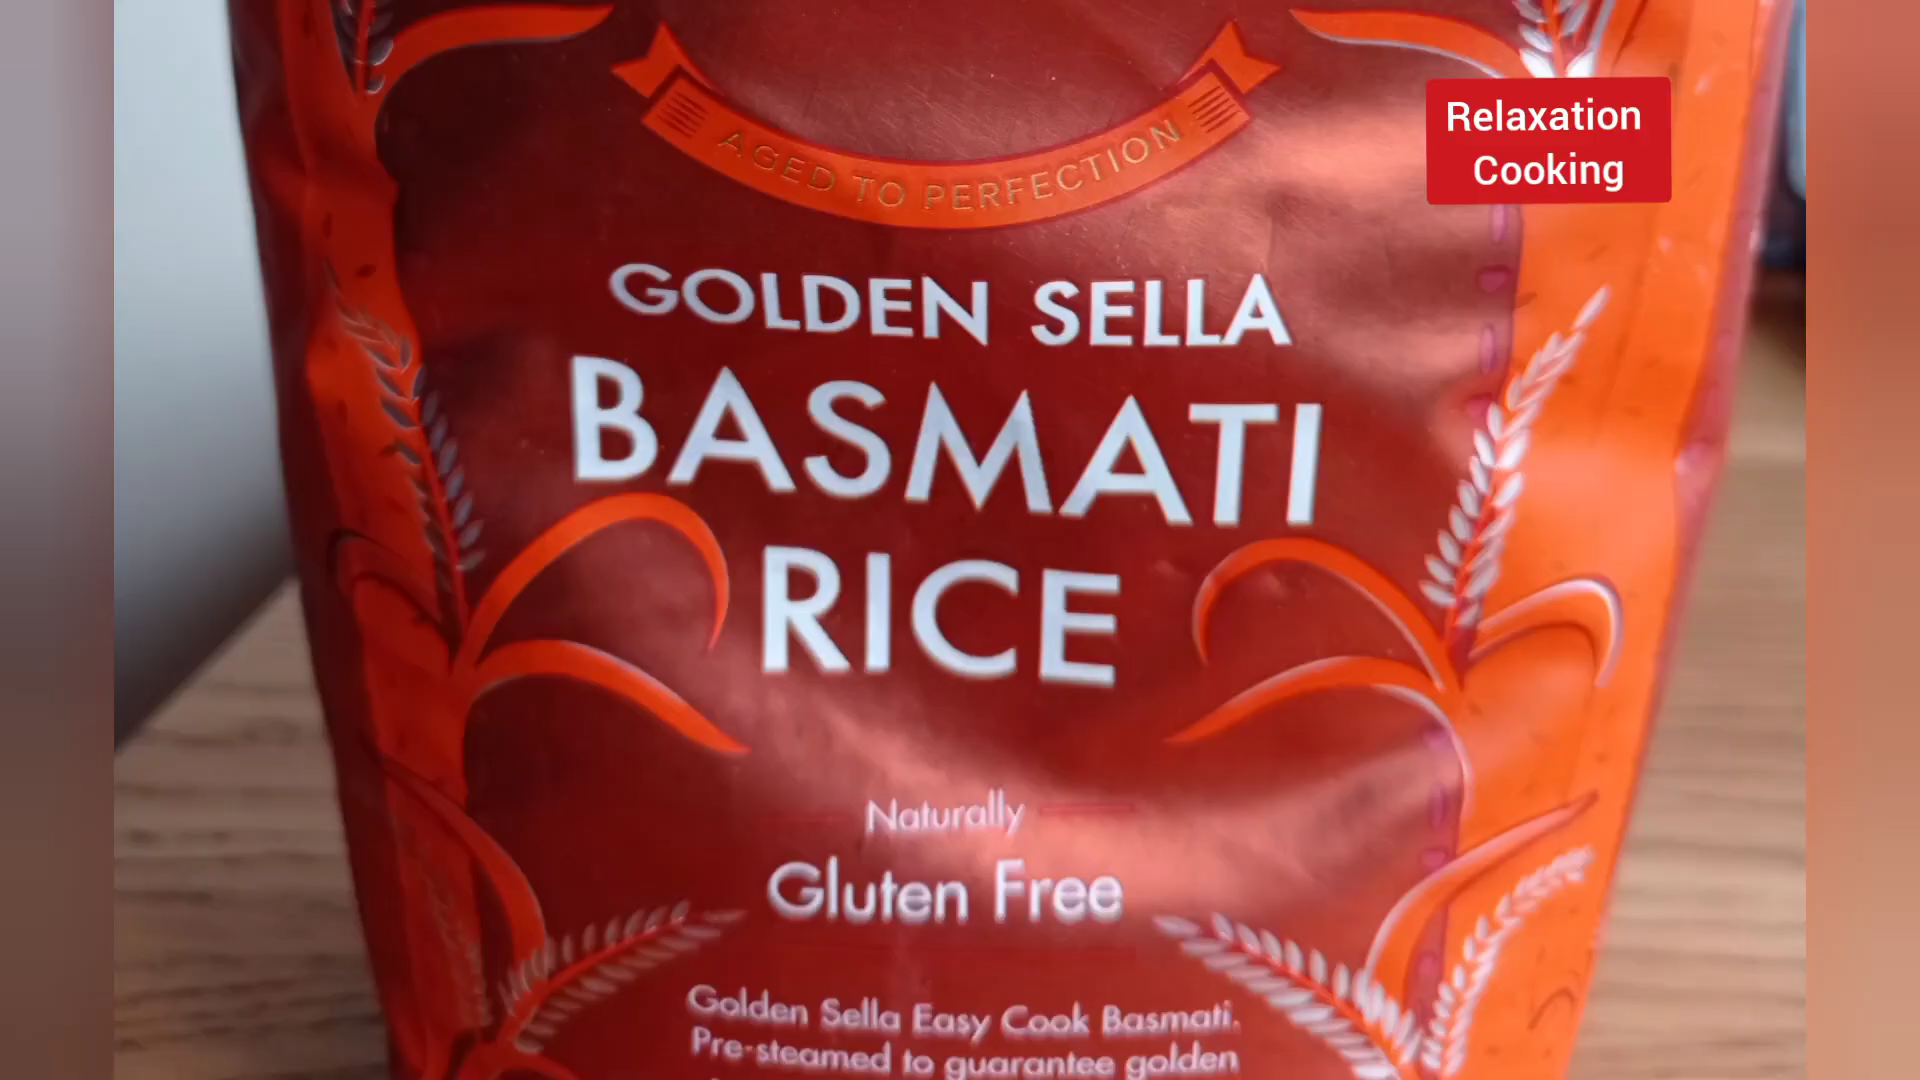 AGED TO PERFECTION
Relaxation
Cooking
GOLDEN SELLA
BASMATI
RICE
Naturally
Gluten Free
Golden Sella Easy Cook Basmati.
Pre-steamed to guarantee golden